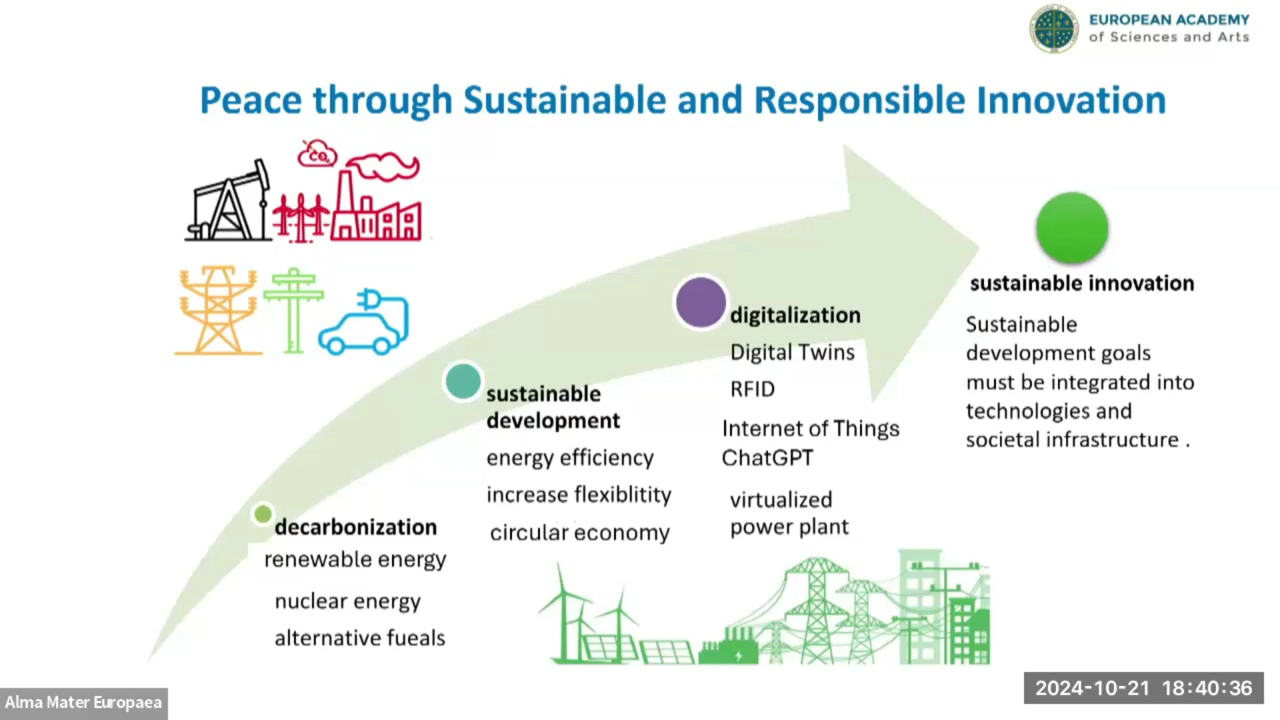 EUROPEAN ACADEMY
of Sciences and Arts
Peace through Sustainable and Responsible Innovation
CO₂
sustainable innovation
Sustainable
development goals
must be integrated into
technologies and
societal infrastructure .
digitalization
Digital Twins
RFID
Internet of Things
ChatGPT
virtualized
power plant
sustainable
development
energy efficiency
increase flexiblitity
circular economy
decarbonization
renewable energy
nuclear energy
alternative fueals
Alma Mater Europaea
2024-10-21 18:40:36